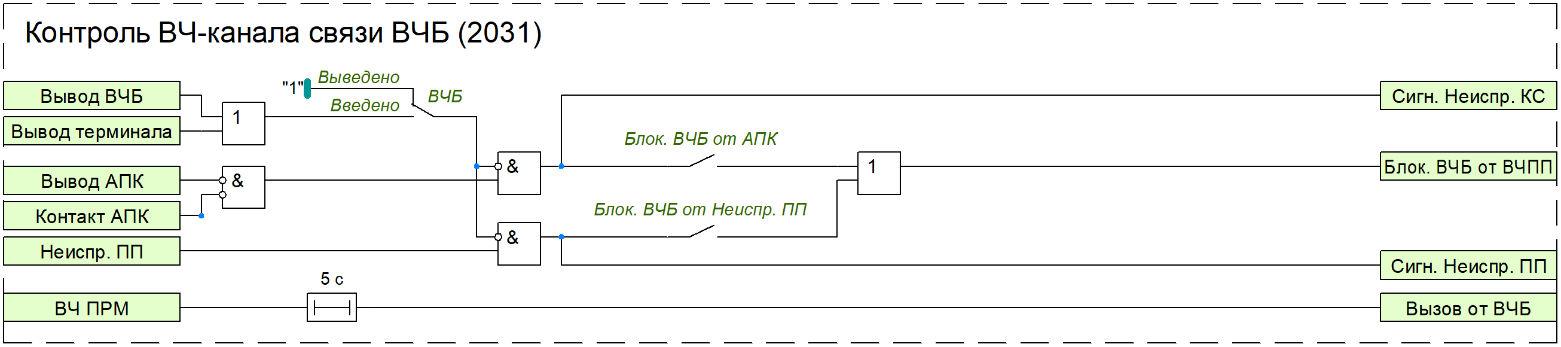 Контроль ВЧ-канала связи ВЧБ (2031)
Вывод ВЧБ
"1"
Выведено
Введено
ВЧБ
Сигн. Неиспр. КС
Вывод терминала
1
Вывод АПК
&
&
Блок. ВЧБ от АПК
1
Блок. ВЧБ от ВЧПП
Контакт АПК
Блок. ВЧБ от Неиспр. ПП
Неиспр. ПП
&
Сигн. Неиспр. ПП
5 с
ВЧ ПРМ
Вызов от ВЧБ